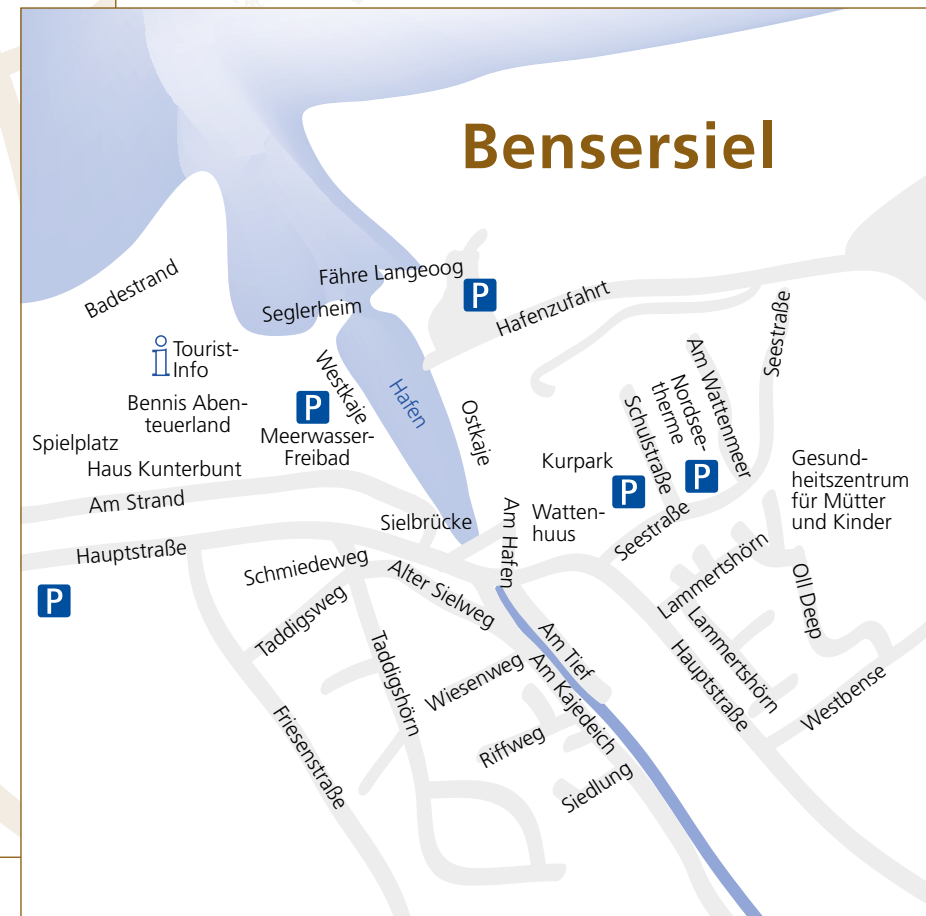 Bensersiel
Fähre Langeoog
P
Badestrand
Seglerheim
Hafenzufahrt
Seestraße
i
Tourist-
Info
Westkaje
Hafen
Ostkaje
Am Wattenmeer
Nordsee-
therme
Schulstraße
Bennis Aben-
teuerland
P
Meerwasser-
Freibad
Spielplatz
Haus Kunterbunt
Am Strand
Kurpark
P
P
Gesund-
heitszentrum
für Mütter
und Kinder
Sielbrücke
Am Hafen
Watten-
huus
Seestraße
Hauptstraße
P
Schmiedeweg
Alter Sielweg
Taddigsweg
Taddigshörn
Wiesenweg
Am Tief
Am Kajedeich
Lammertshörn
Lammertshörn
Oll Deep
Hauptstraße
Westbense
Friesenstraße
Riffweg
Siedlung